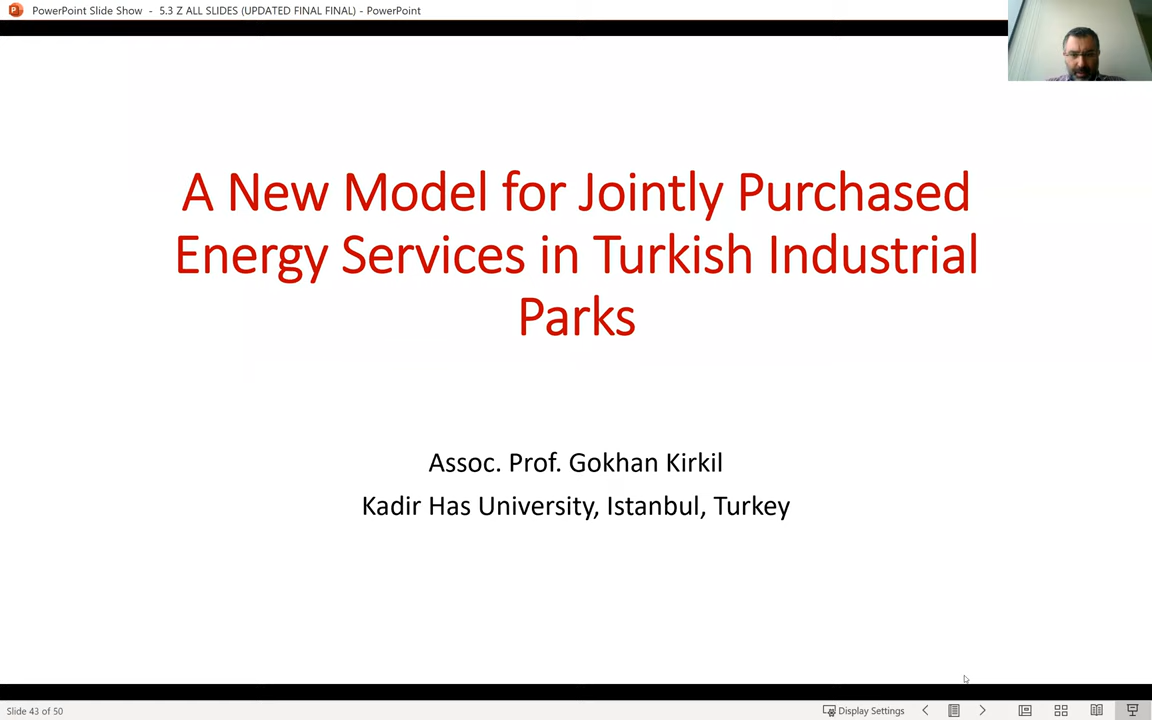 PowerPoint Slide Show - 5.3 Z ALL SLIDES (UPDATED FINAL FINAL) - PowerPoint
A New Model for Jointly Purchased
Energy Services in Turkish Industrial
Parks
Assoc. Prof. Gokhan Kirkil
Kadir Has University, Istanbul, Turkey
Slide 43 of 50
Display Settings